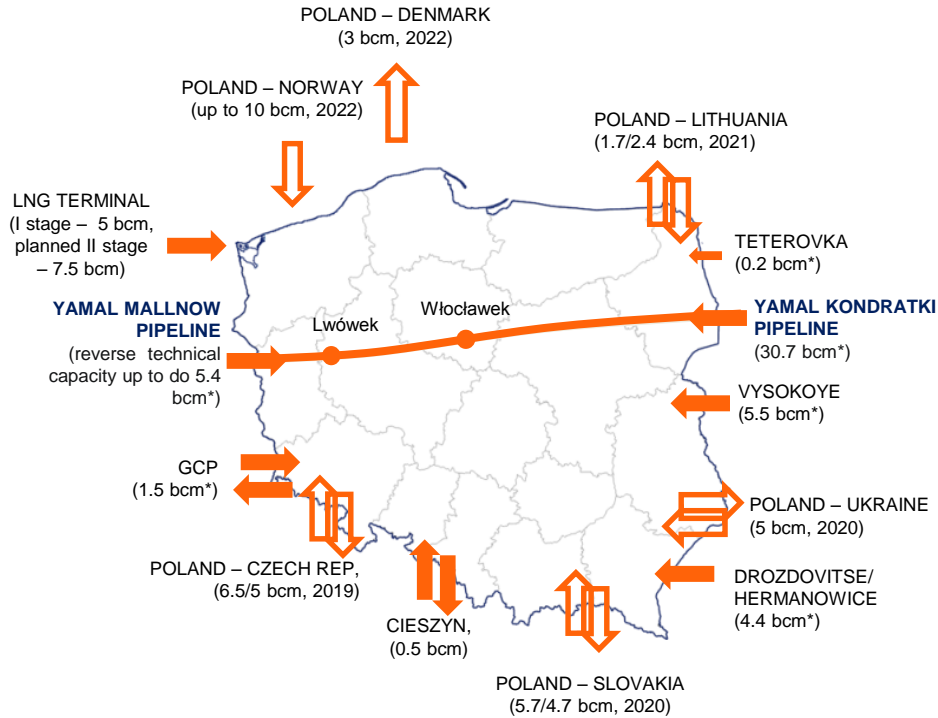 POLAND – DENMARK
(3 bcm, 2022)
POLAND – NORWAY
(up to 10 bcm, 2022)
POLAND – LITHUANIA
(1.7/2.4 bcm, 2021)
LNG TERMINAL
(I stage – 5 bcm,
planned II stage
– 7.5 bcm)
TETEROVKA
(0.2 bcm*)
YAMAL MALLNOW
PIPELINE
(reverse technical
capacity up to do 5.4
bcm*)
Lwówek
Włocławek
YAMAL KONDRATKI
PIPELINE
(30.7 bcm*)
VYSOKOYE
(5.5 bcm*)
GCP
(1.5 bcm*)
POLAND – UKRAINE
(5 bcm, 2020)
POLAND – CZECH REP,
(6.5/5 bcm, 2019)
DROZDOVITSE/
HERMANOWICE
(4.4 bcm*)
CIESZYN,
(0.5 bcm)
POLAND – SLOVAKIA
(5.7/4.7 bcm, 2020)